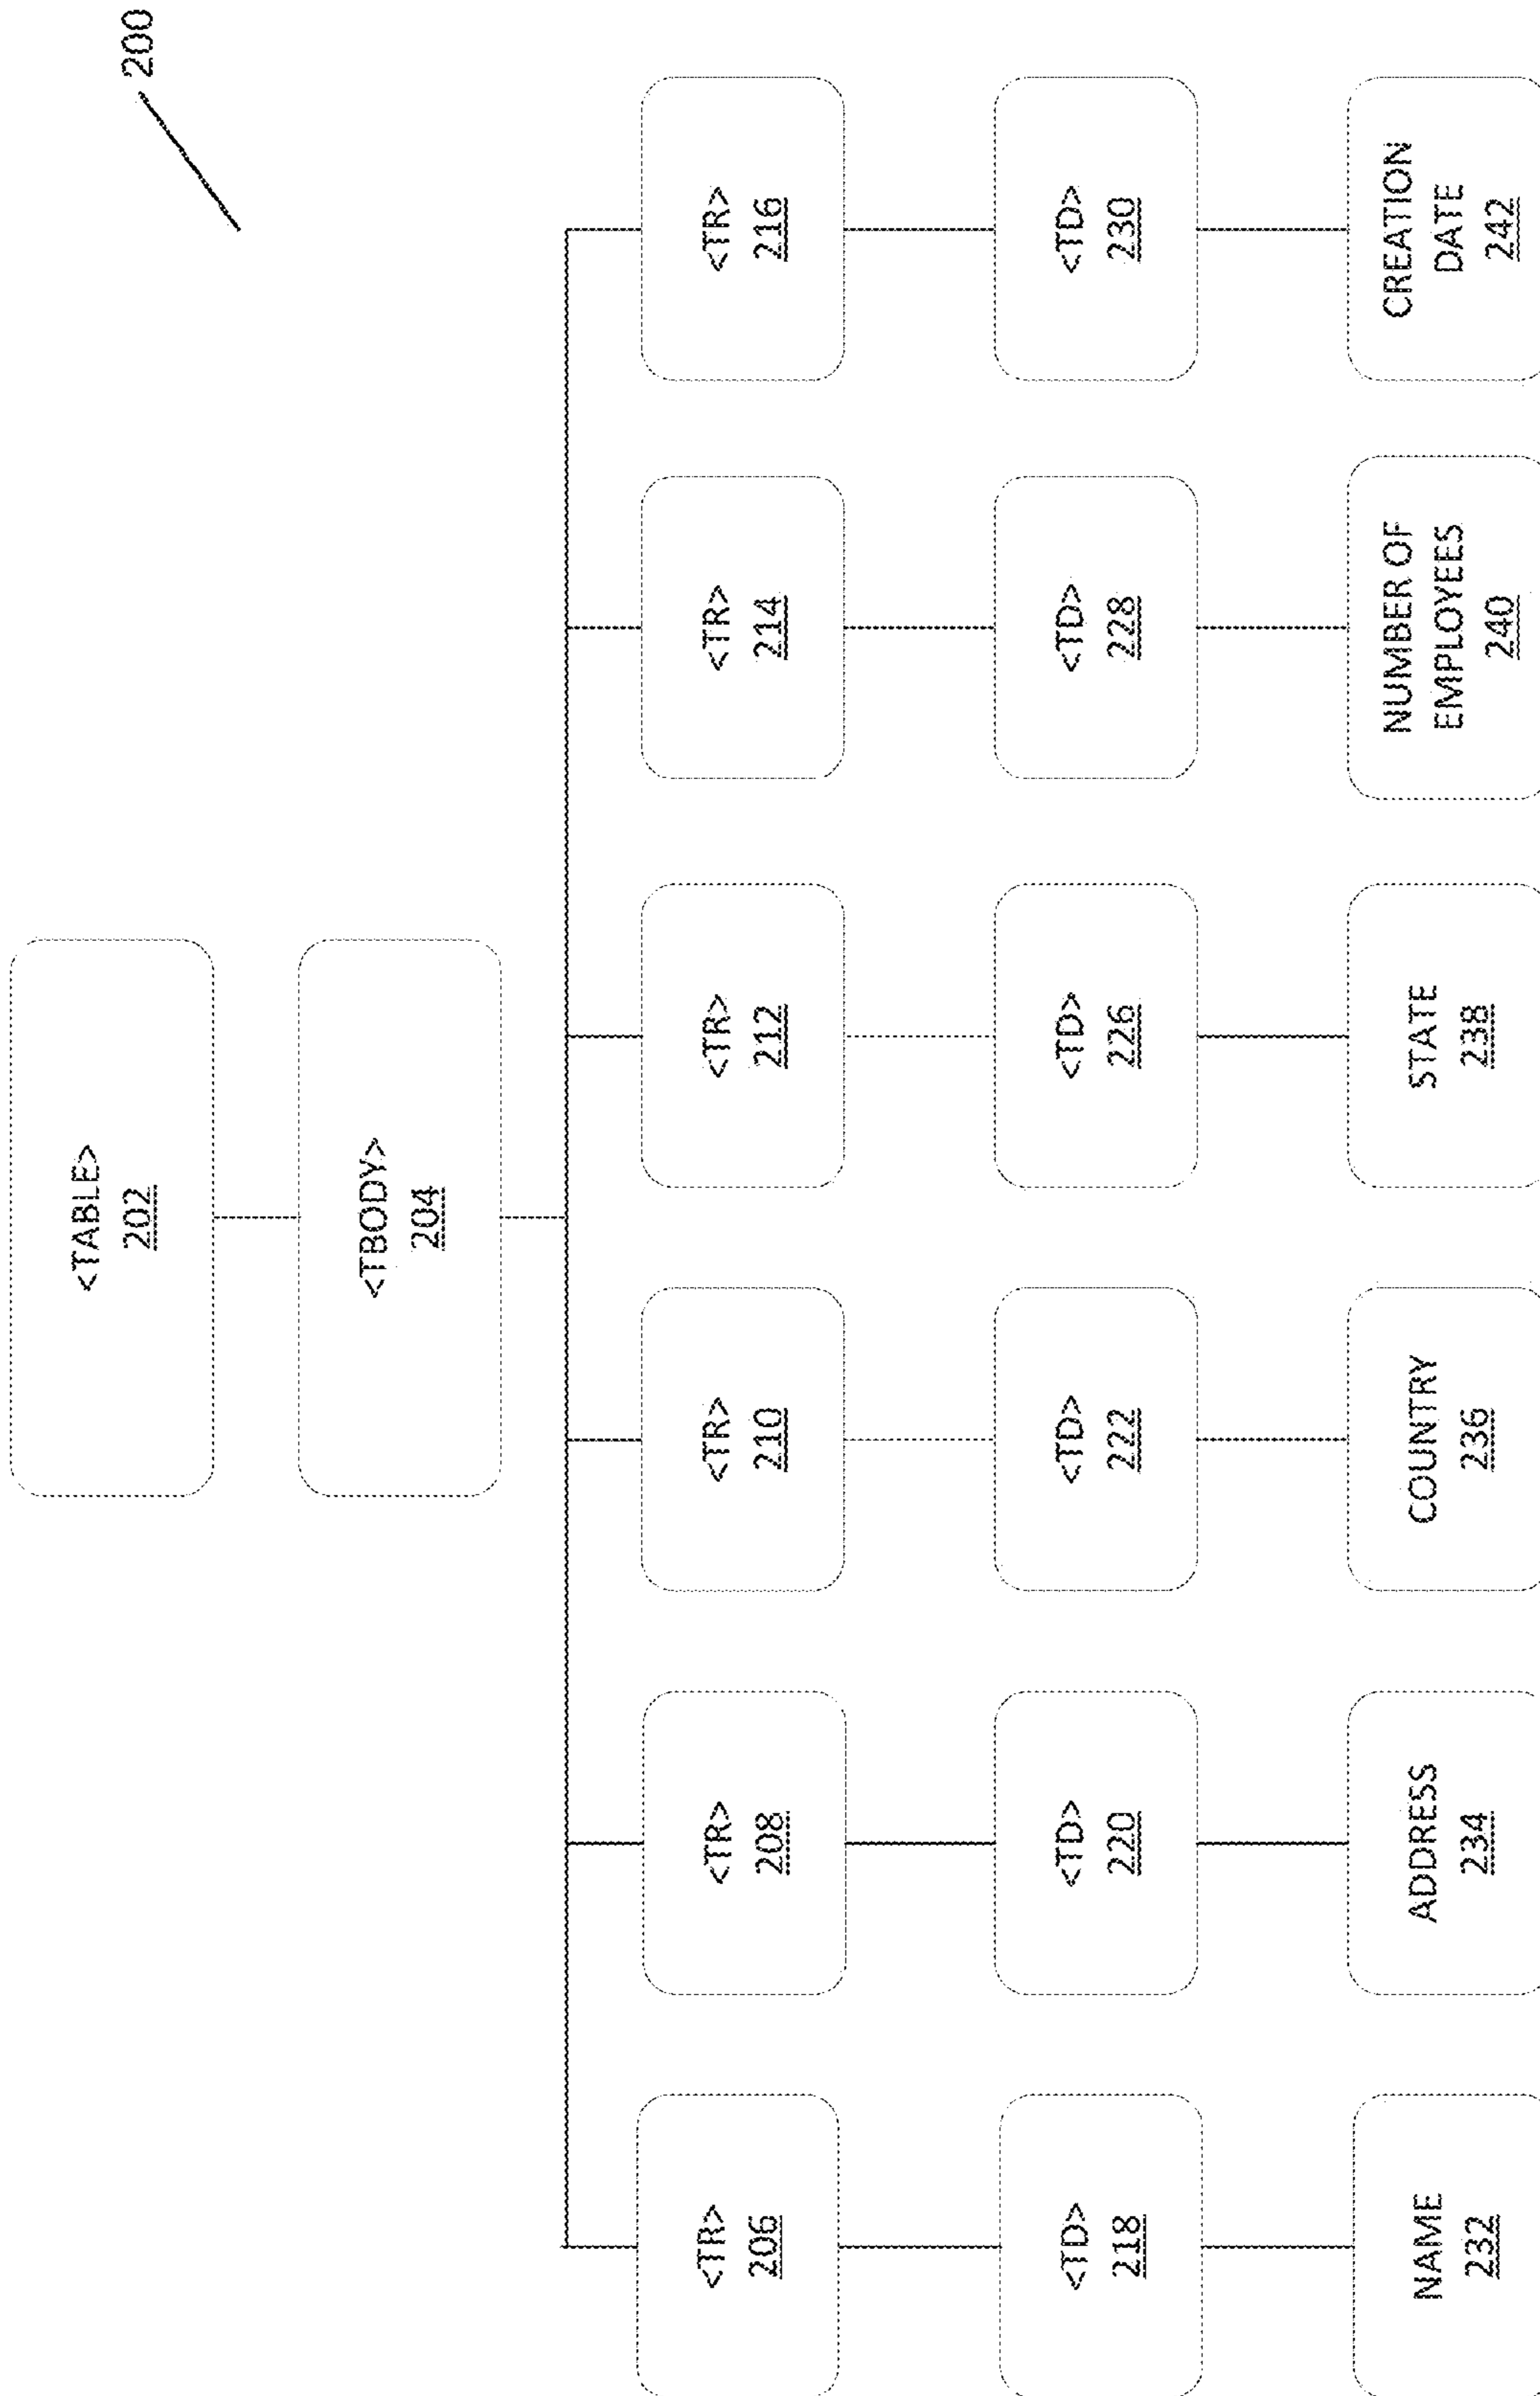 200
<TABLE>
202
<TBODY>
204
<TR>
206
<TR>
208
<TR>
210
<TR>
212
<TR>
214
<TR>
216
<TD>
218
<TD>
220
<TD>
222
<TD>
226
<TD>
228
<TD>
230
NAME
232
ADDRESS
234
COUNTRY
236
STATE
238
NUMBER OF
EMPLOYEES
240
CREATION
DATE
242